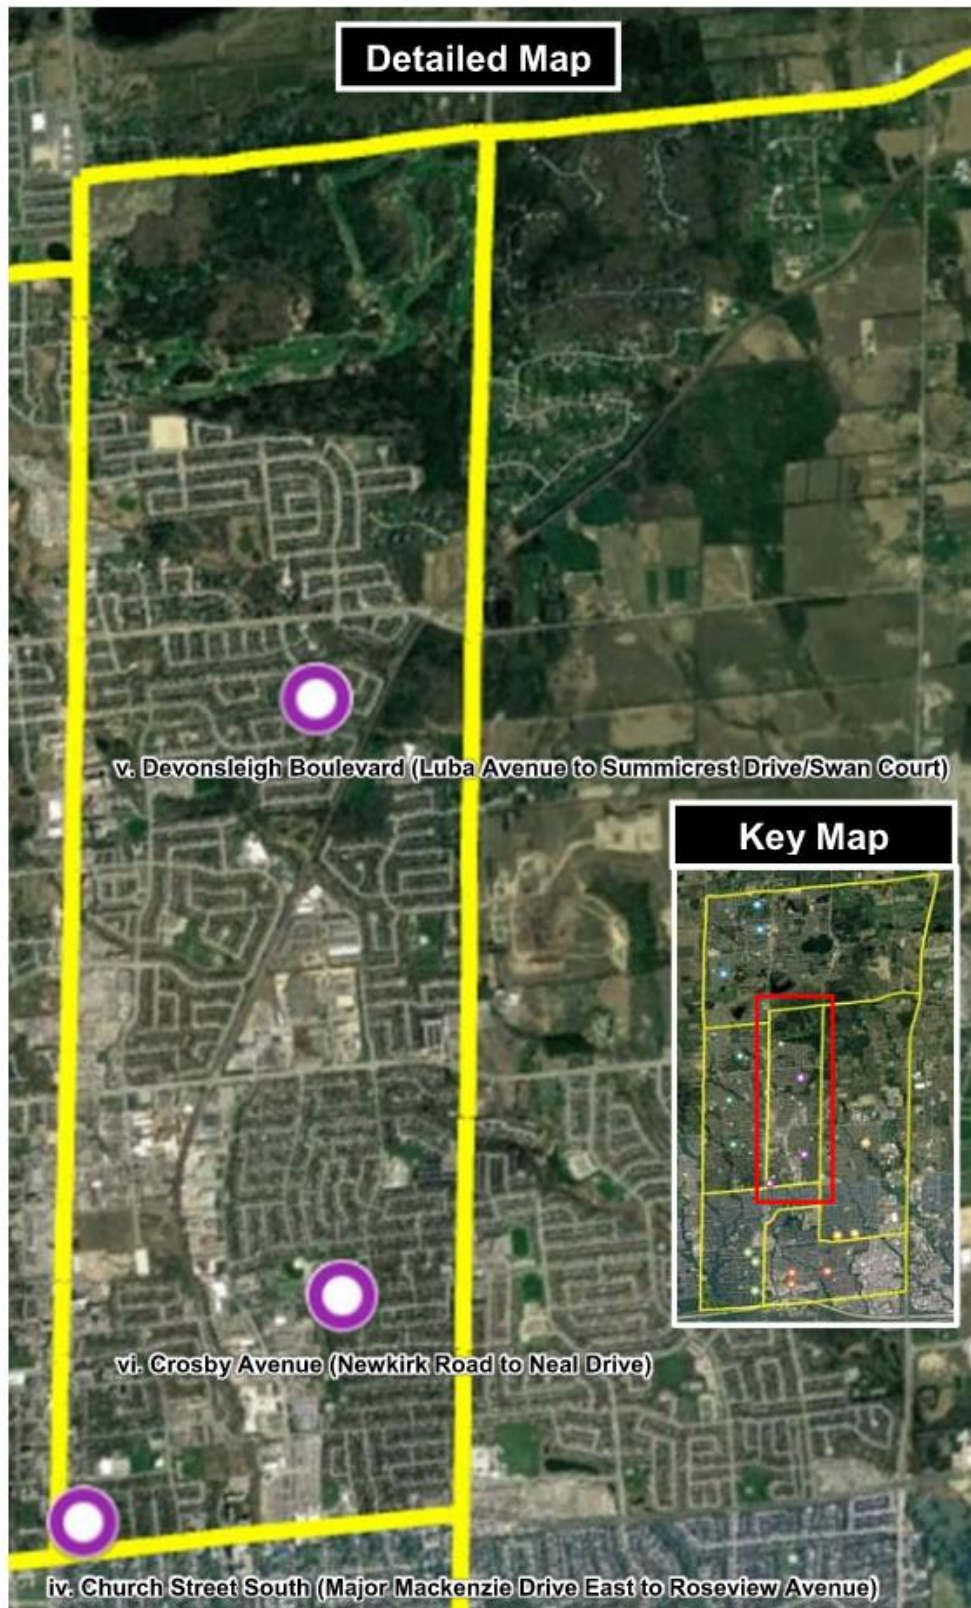 Detailed Map
v. Devonsleigh Boulevard (Luba Avenue to Summicrest Drive/Swan Court)
Key Map
vi. Crosby Avenue (Newkirk Road to Neal Drive)
iv. Church Street South (Major Mackenzie Drive East to Roseview Avenue)